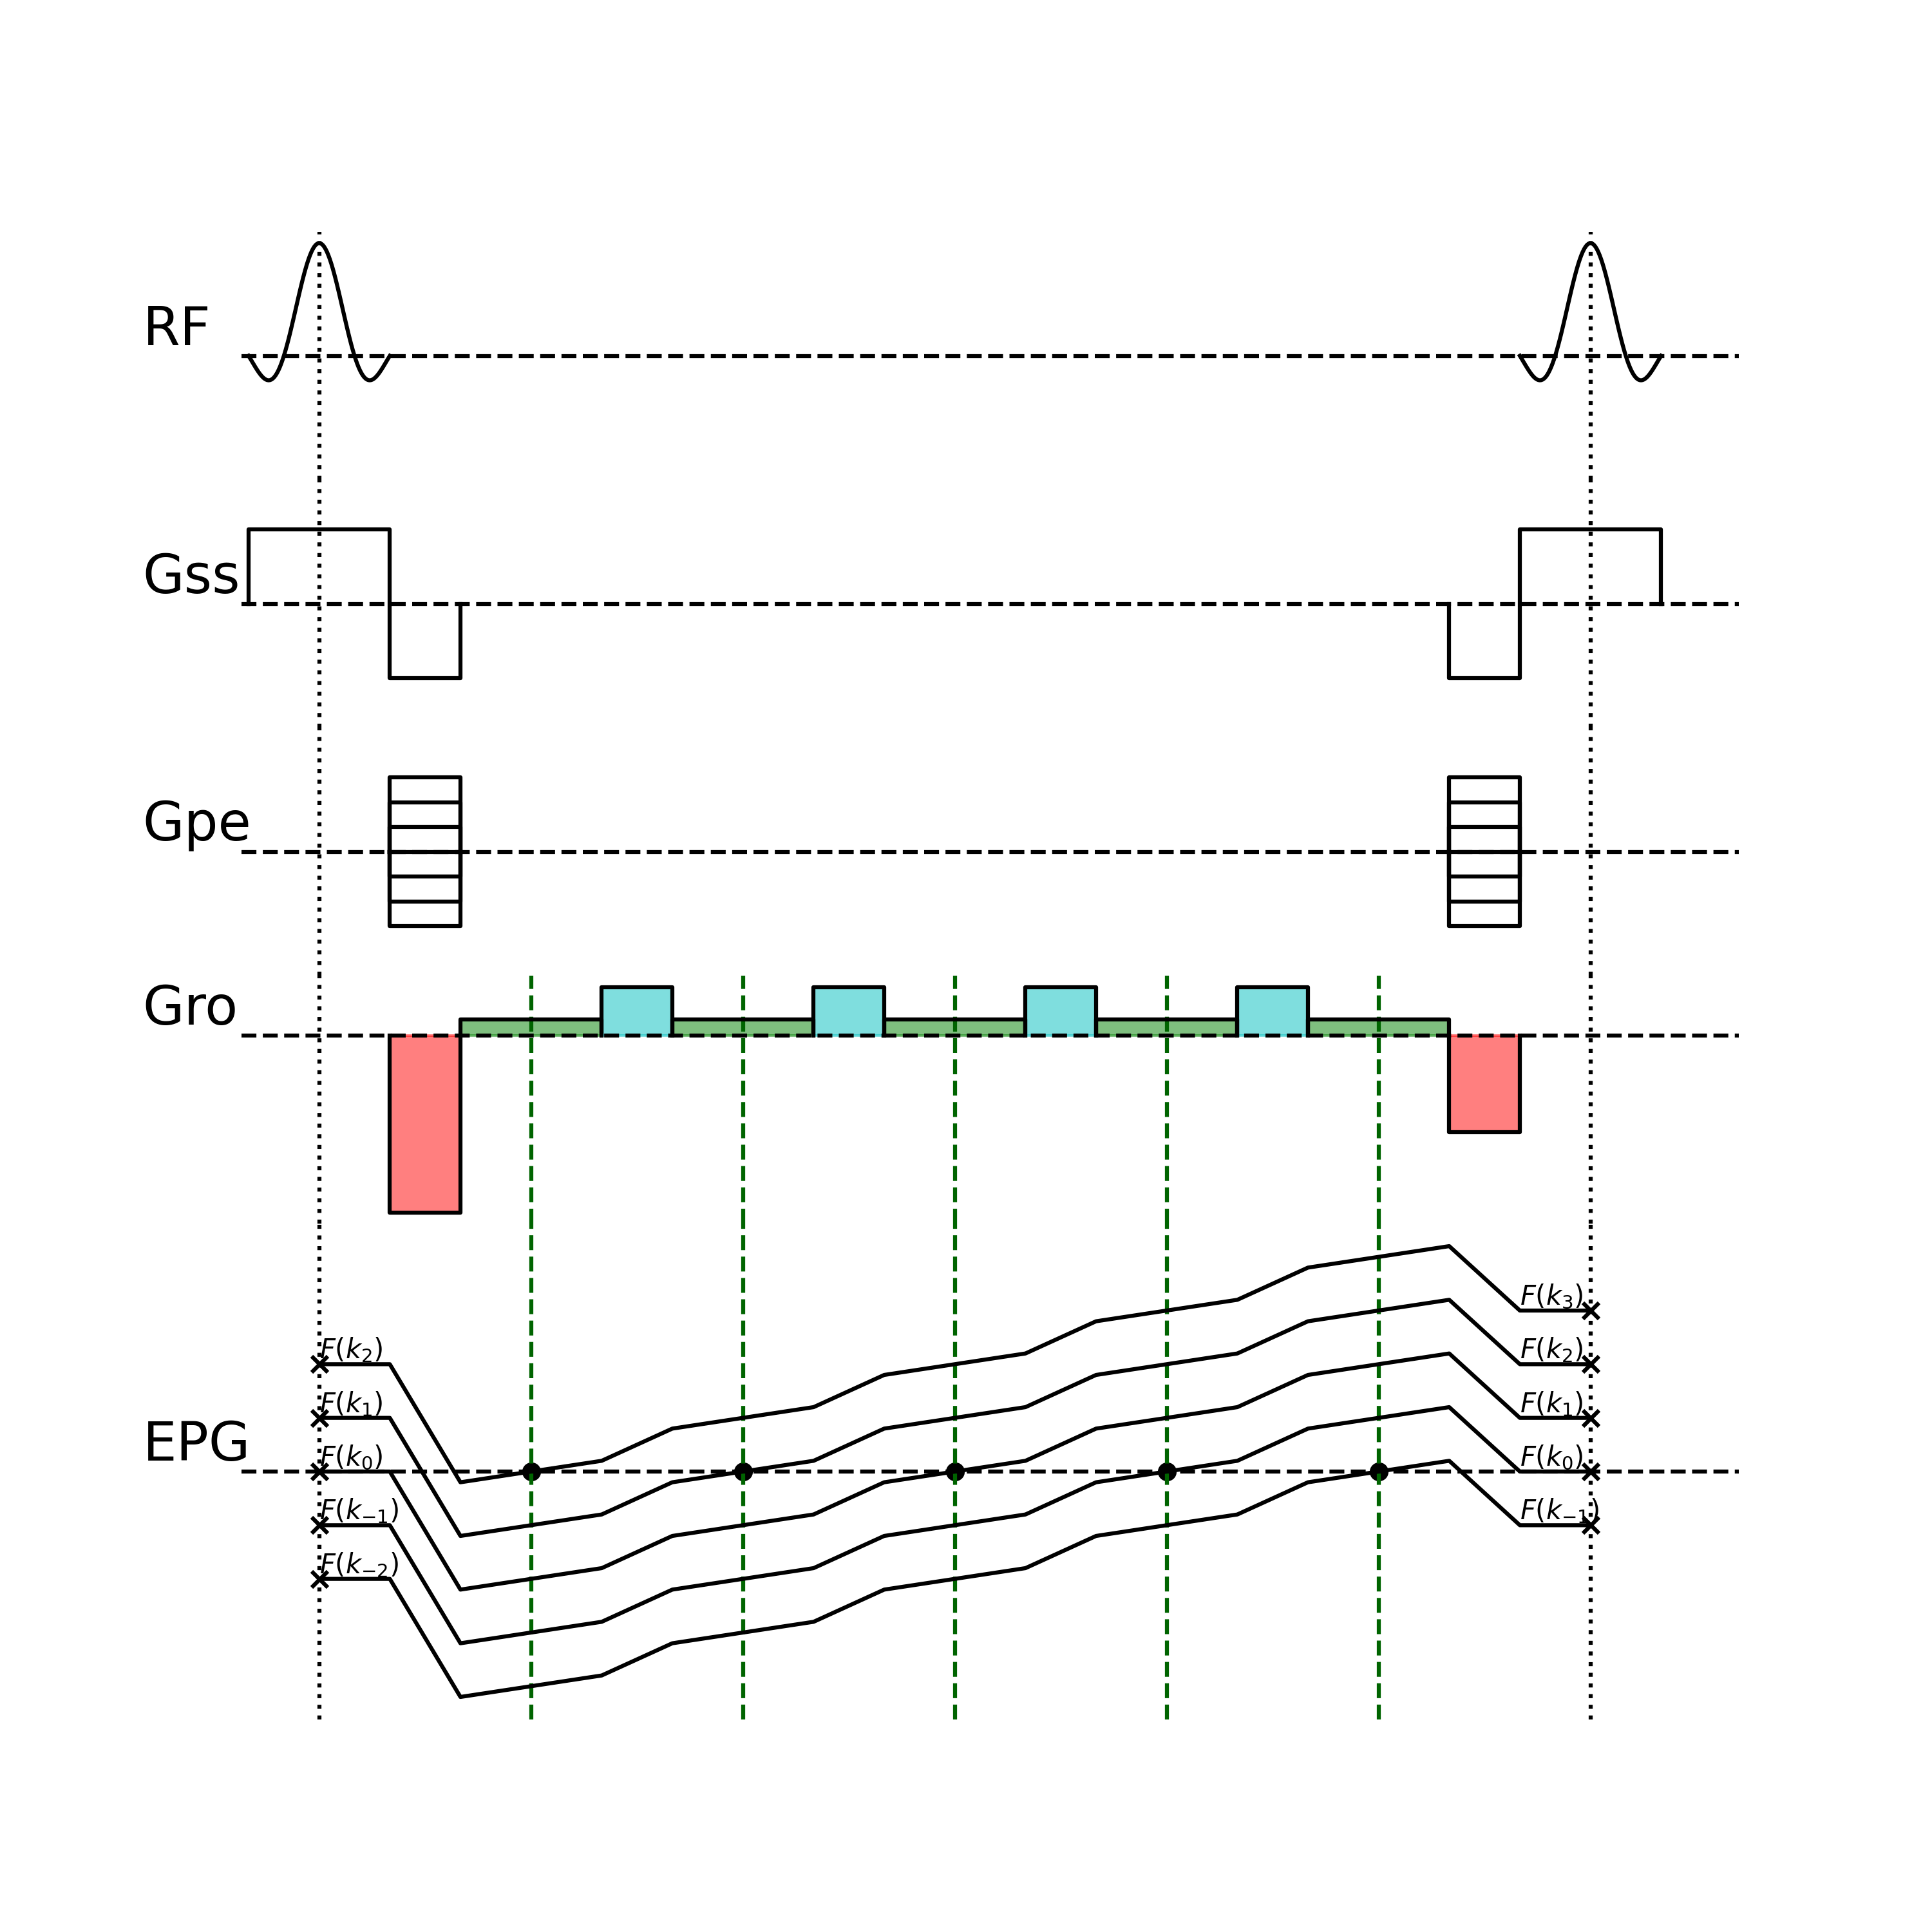 RF
Gss
Gpe
Gro
EPG
F(k₂)
F(k₁)
F(k₀)
F(k₋₁)
F(k₋₂)
F(k₃)
F(k₂)
F(k₁)
F(k₀)
F(k₋₁)